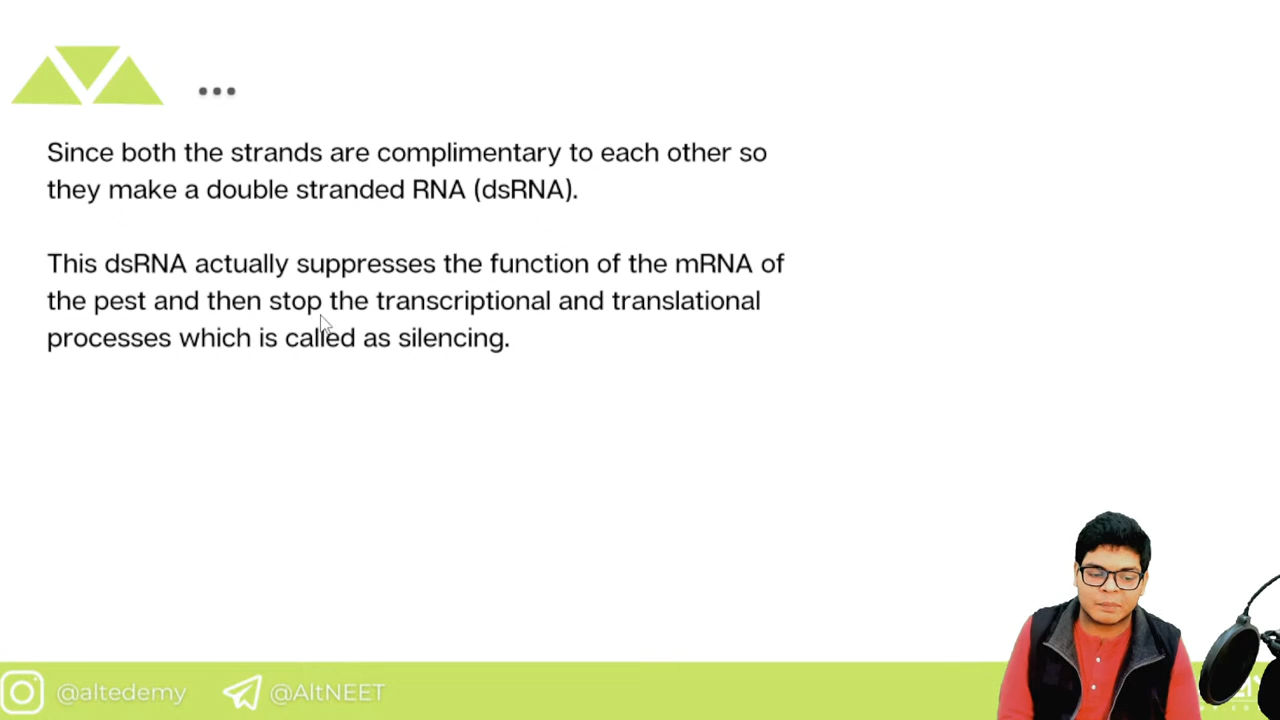 Since both the strands are complimentary to each other so
they make a double stranded RNA (dsRNA).
This dsRNA actually suppresses the function of the mRNA of
the pest and then stop the transcriptional and translational
processes which is called as silencing.
@altedemy
@AltNEET